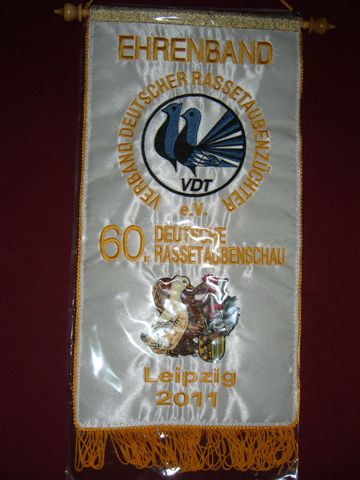 EHRENBAND
VERBAND DEUTSCHER RASSETAUBENZÜCHTER
VDT
e.V.
60. DEUTSCHE
RASSETAUBENSCHAU
Leipzig
2011